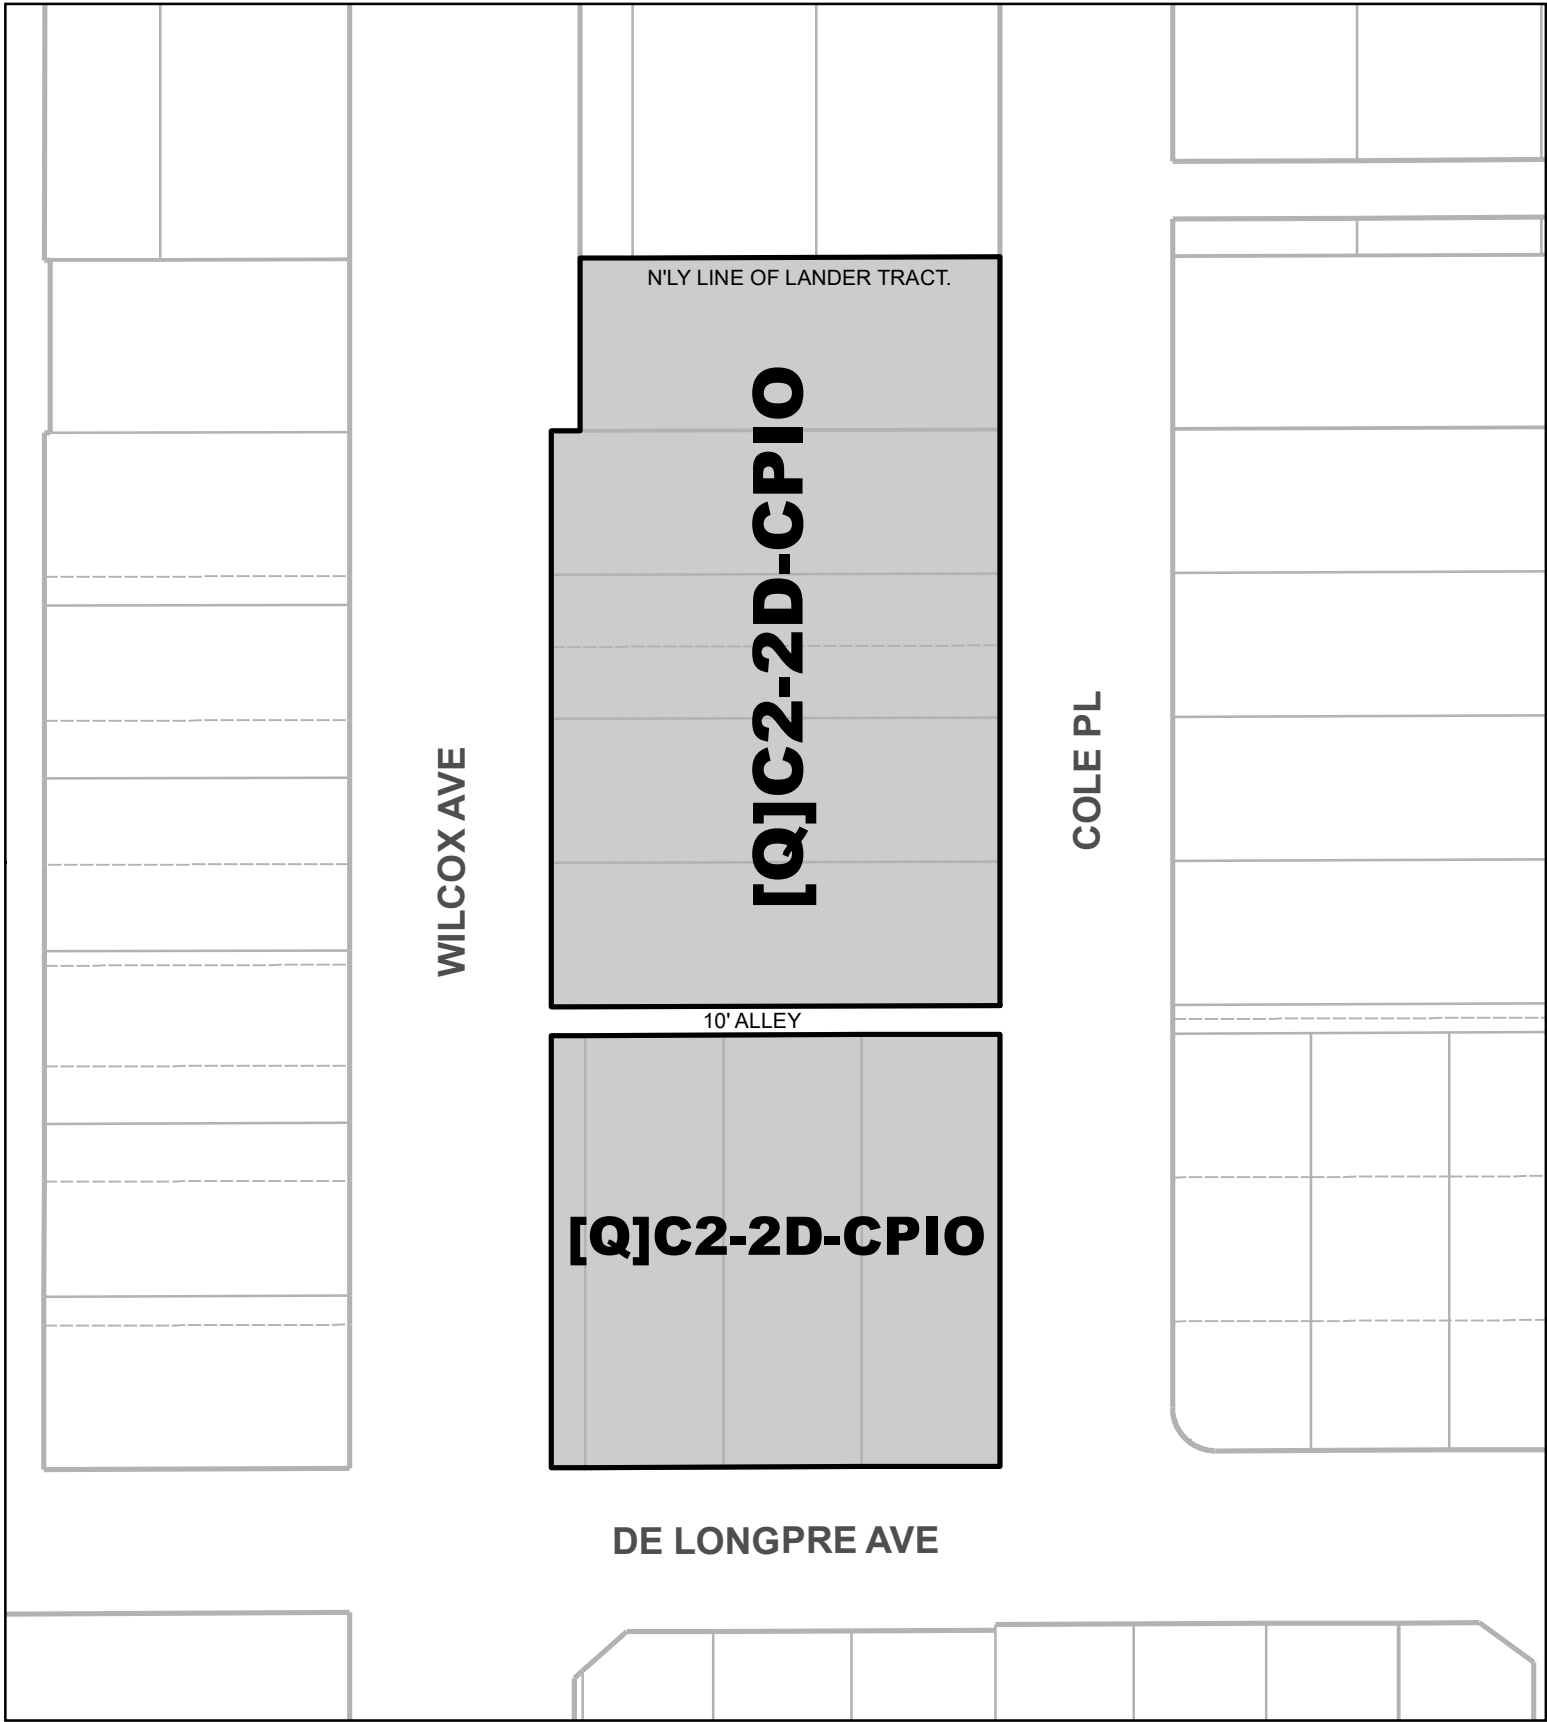 N'LY LINE OF LANDER TRACT.
[Q]C2-2D-CPIO
WILCOX AVE
COLE PL
10' ALLEY
[Q]C2-2D-CPIO
DE LONGPRE AVE